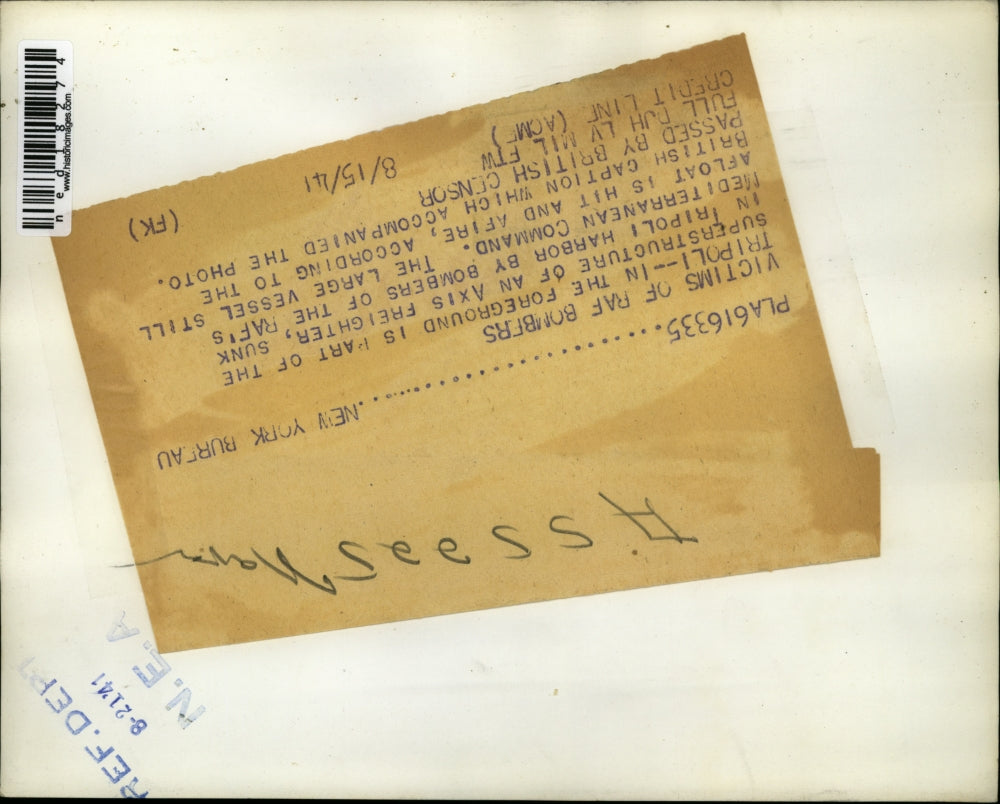 PLA616335...............................NEW YORK BUREAU
VICTIMS OF RAF BOMBERS
TRIPOLI--IN THE FOREGROUND IS PART OF THE
SUPERSTRUCTURE OF AN AXIS FREIGHTER, SUNK
IN TRIPOLI HARBOR BY BOMBERS OF THE RAF'S
MEDITERRANEAN COMMAND. THE LARGE VESSEL STILL
AFLOAT IS HIT AND AFIRE, ACCORDING TO THE
BRITISH CAPTION WHICH ACCOMPANIED THE PHOTO.
PASSED BY BRITISH CENSOR
FULL DJH LV MIL FTW
CREDIT LINE (ACME) 8/15/41 (FK)
N.E.A
8-21 41
REF. DEPT
ned18274
www.historicimages.com